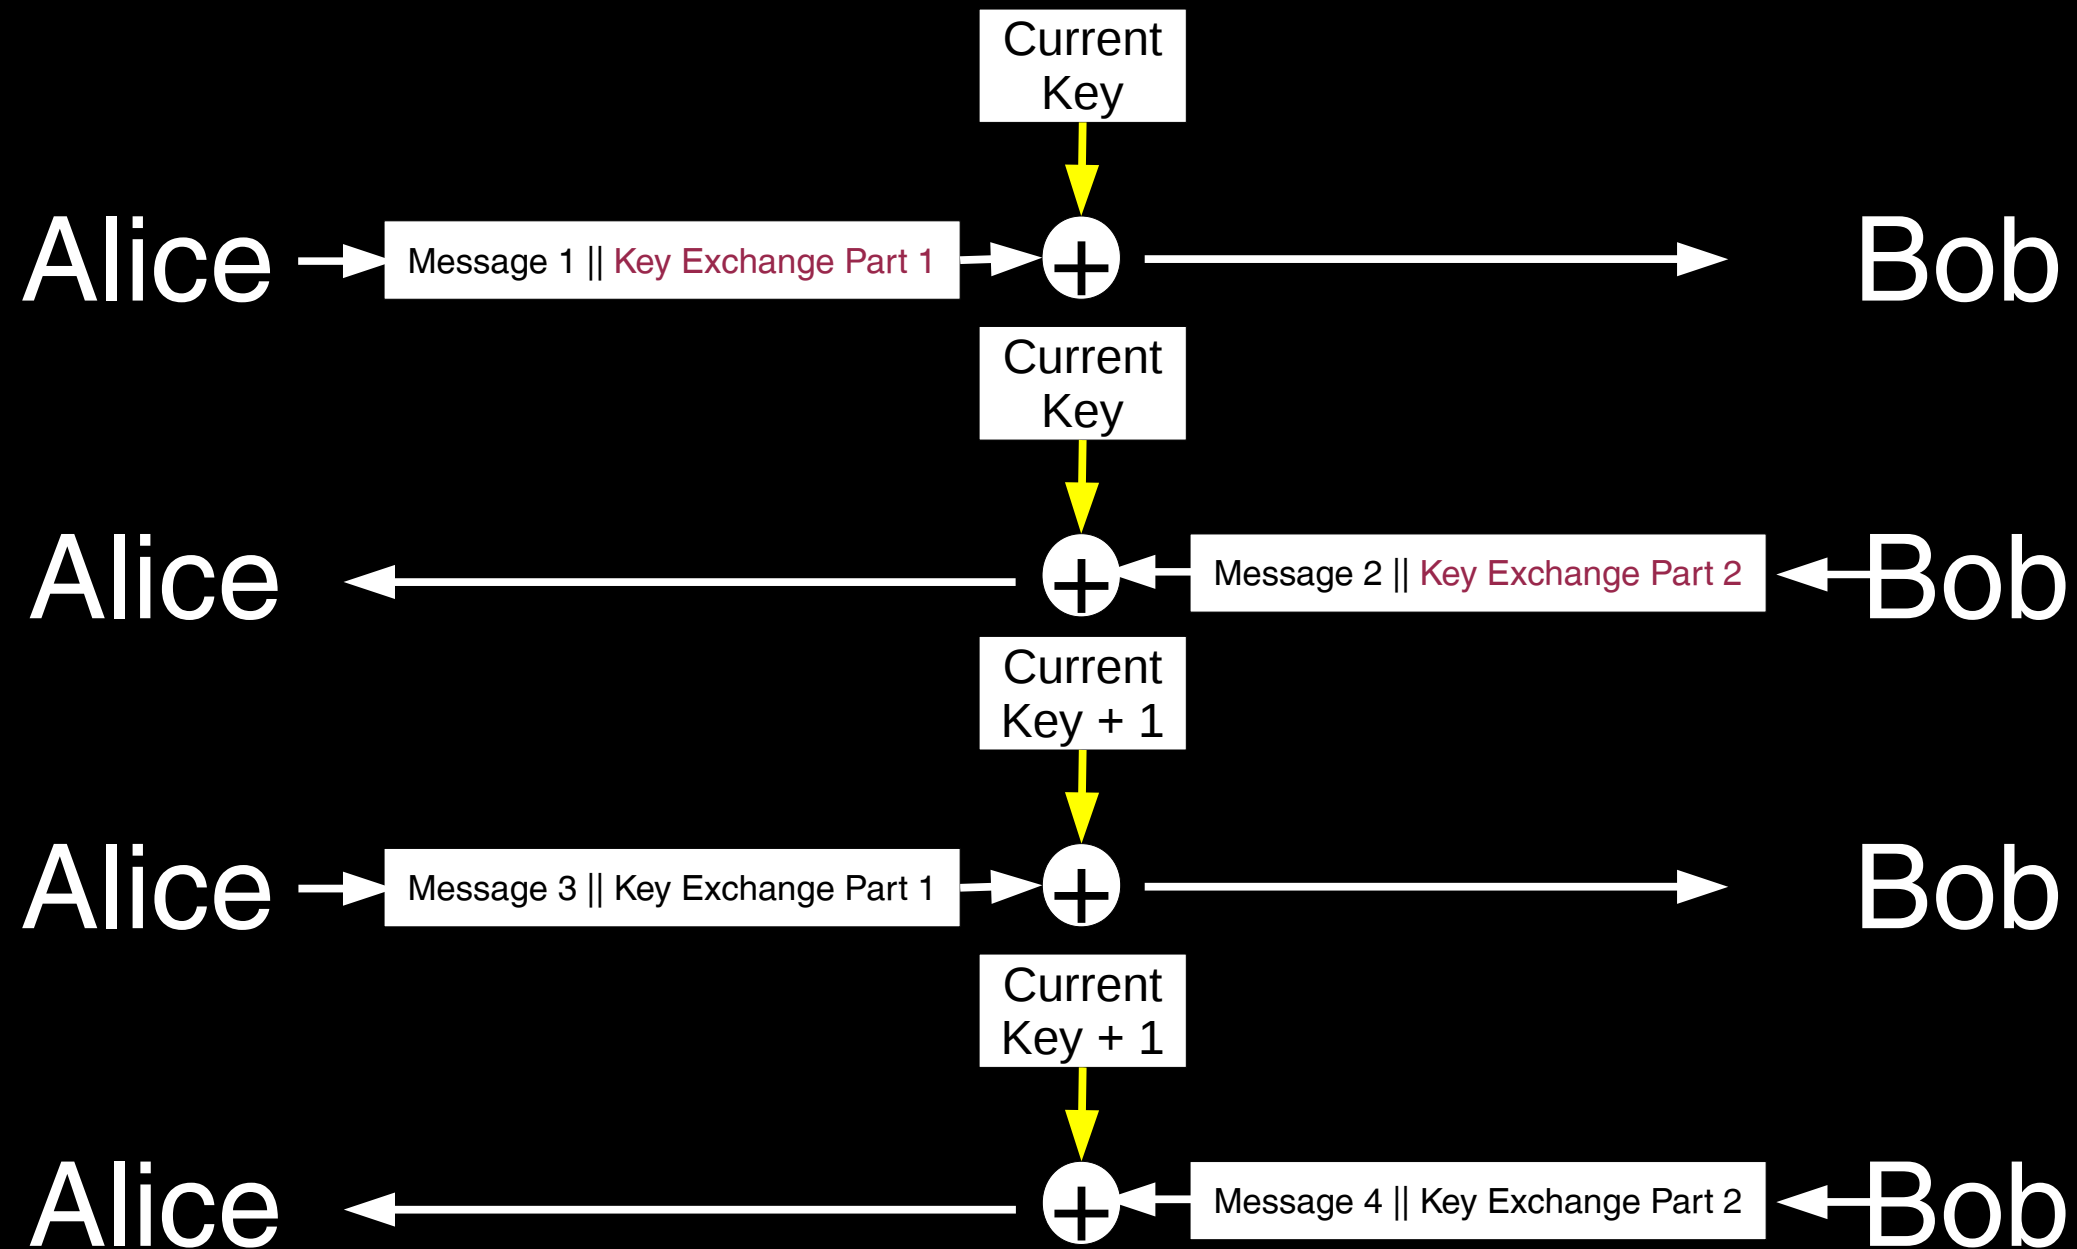 Current
Key
Alice
Message 1 || Key Exchange Part 1
+
Bob
Current
Key
Alice
+
Message 2 || Key Exchange Part 2
Bob
Current
Key + 1
Alice
Message 3 || Key Exchange Part 1
+
Bob
Current
Key + 1
Alice
+
Message 4 || Key Exchange Part 2
Bob